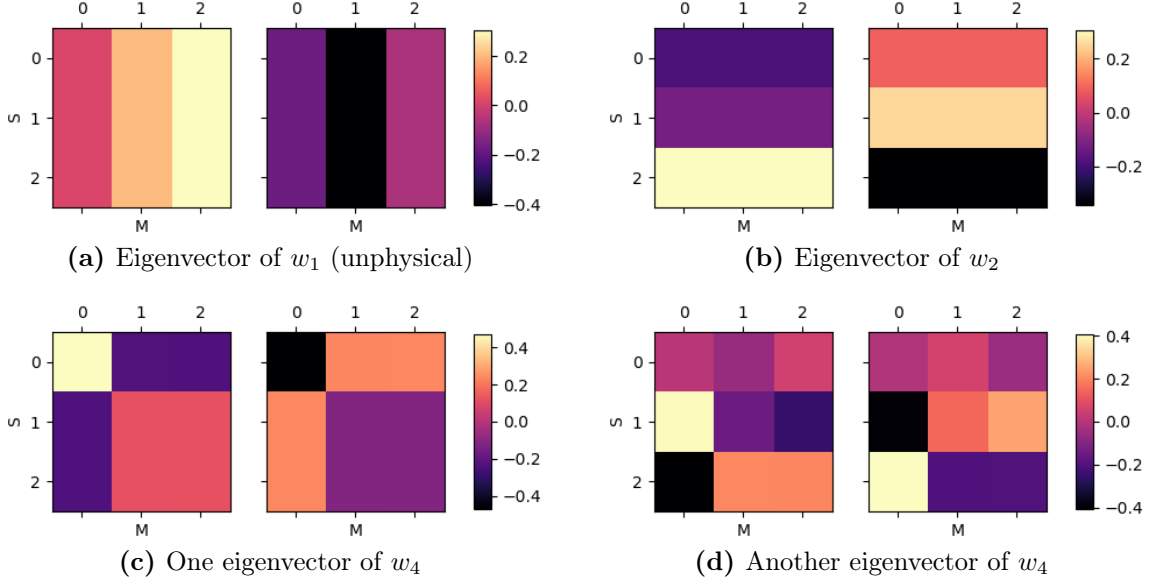 0 1 2 0 1 2
0 1 2 S M M 0.2 0.0 −0.2 −0.4
(a) Eigenvector of w₁ (unphysical)
0 1 2 0 1 2
0 1 2 S M M 0.2 0.0 −0.2
(b) Eigenvector of w₂
0 1 2 0 1 2
0 1 2 S M M 0.4 0.2 0.0 −0.2 −0.4
(c) One eigenvector of w₄
0 1 2 0 1 2
0 1 2 S M M 0.4 0.2 0.0 −0.2 −0.4
(d) Another eigenvector of w₄